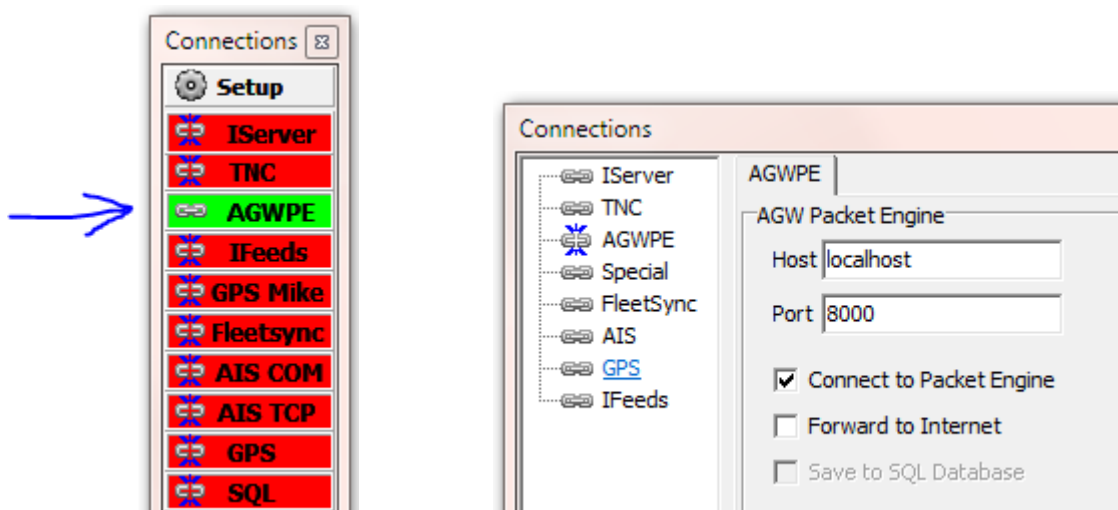 Connections
Setup
IServer
TNC
AGWPE
IFeeds
GPS Mike
Fleetsync
AIS COM
AIS TCP
GPS
SQL
Connections
IServer
TNC
AGWPE
Special
FleetSync
AIS
GPS
IFeeds
AGWPE
AGW Packet Engine
Host localhost
Port 8000
Connect to Packet Engine
Forward to Internet
Save to SQL Database